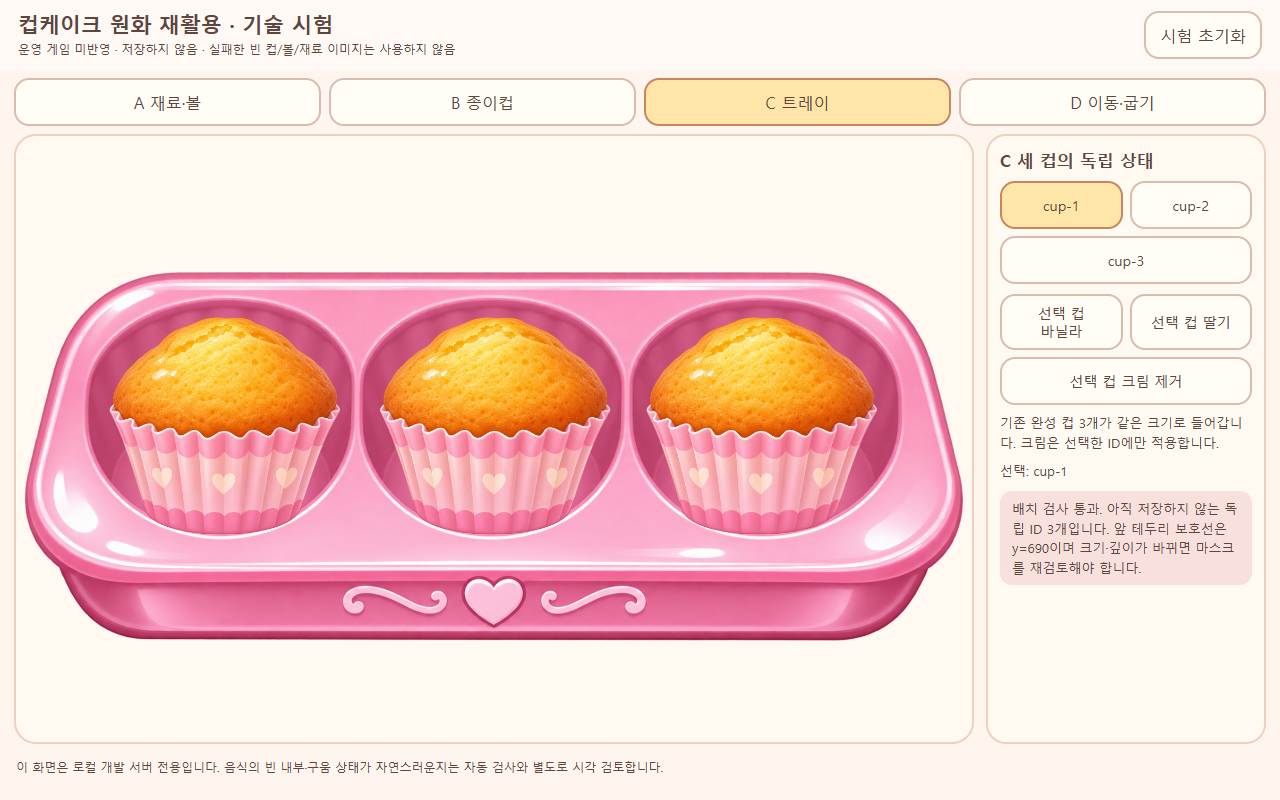 컵케이크 원화 재활용 · 기술 시험
운영 게임 미반영 · 저장하지 않음 · 실패한 빈 컵/볼/재료 이미지는 사용하지 않음
시험 초기화
A 재료·볼
B 종이컵
C 트레이
D 이동·굽기
C 세 컵의 독립 상태
cup-1
cup-2
cup-3
선택 컵
바닐라
선택 컵 딸기
선택 컵 크림 제거
기존 완성 컵 3개가 같은 크기로 들어갑니
다. 크림은 선택한 ID에만 적용합니다.
선택: cup-1
배치 검사 통과. 아직 저장하지 않는 독
립 ID 3개입니다. 앞 테두리 보호선은
y=690이며 크기·깊이가 바뀌면 마스크
를 재검토해야 합니다.
이 화면은 로컬 개발 서버 전용입니다. 음식의 빈 내부·구움 상태가 자연스러운지는 자동 검사와 별도로 시각 검토합니다.